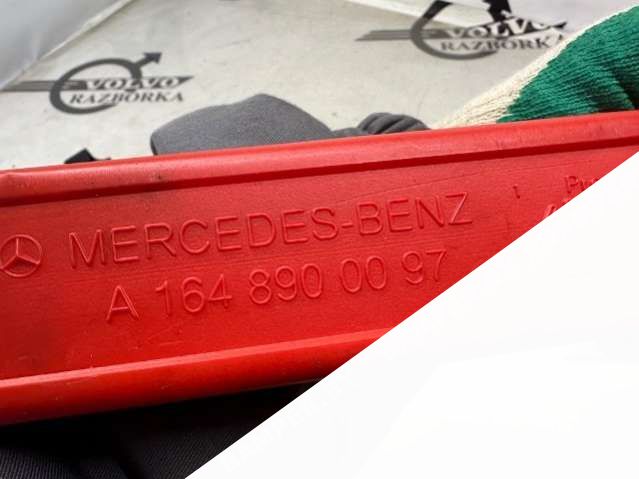 VOLVO
RAZBORKA
VOLVO
RAZBORKA
MERCEDES-BENZ
A 164 890 00 97